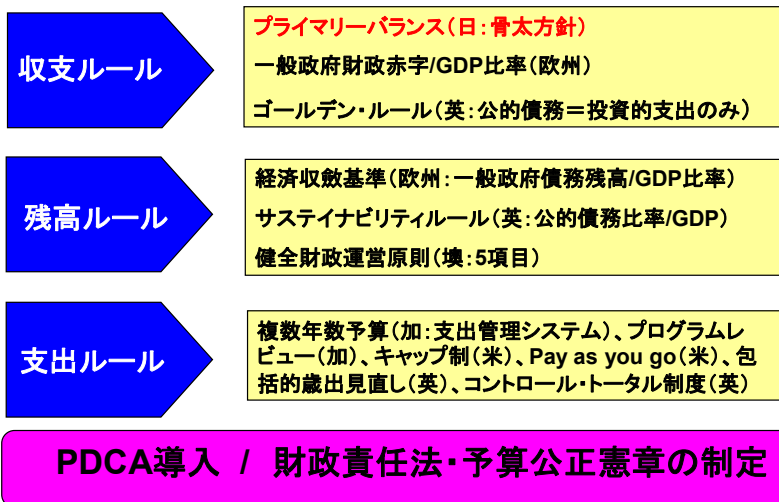 収支ルール
プライマリーバランス(日:骨太方針)
一般政府財政赤字/GDP比率(欧州)
ゴールデン・ルール(英:公的債務=投資的支出のみ)
残高ルール
経済収斂基準(欧州:一般政府債務残高/GDP比率)
サステイナビリティルール(英:公的債務比率/GDP)
健全財政運営原則(墺:5項目)
支出ルール
複数年数予算(加:支出管理システム)、プログラムレ
ビュー(加)、キャップ制(米)、Pay as you go(米)、包
括的歳出見直し(英)、コントロール・トータル制度(英)
PDCA導入 / 財政責任法・予算公正憲章の制定